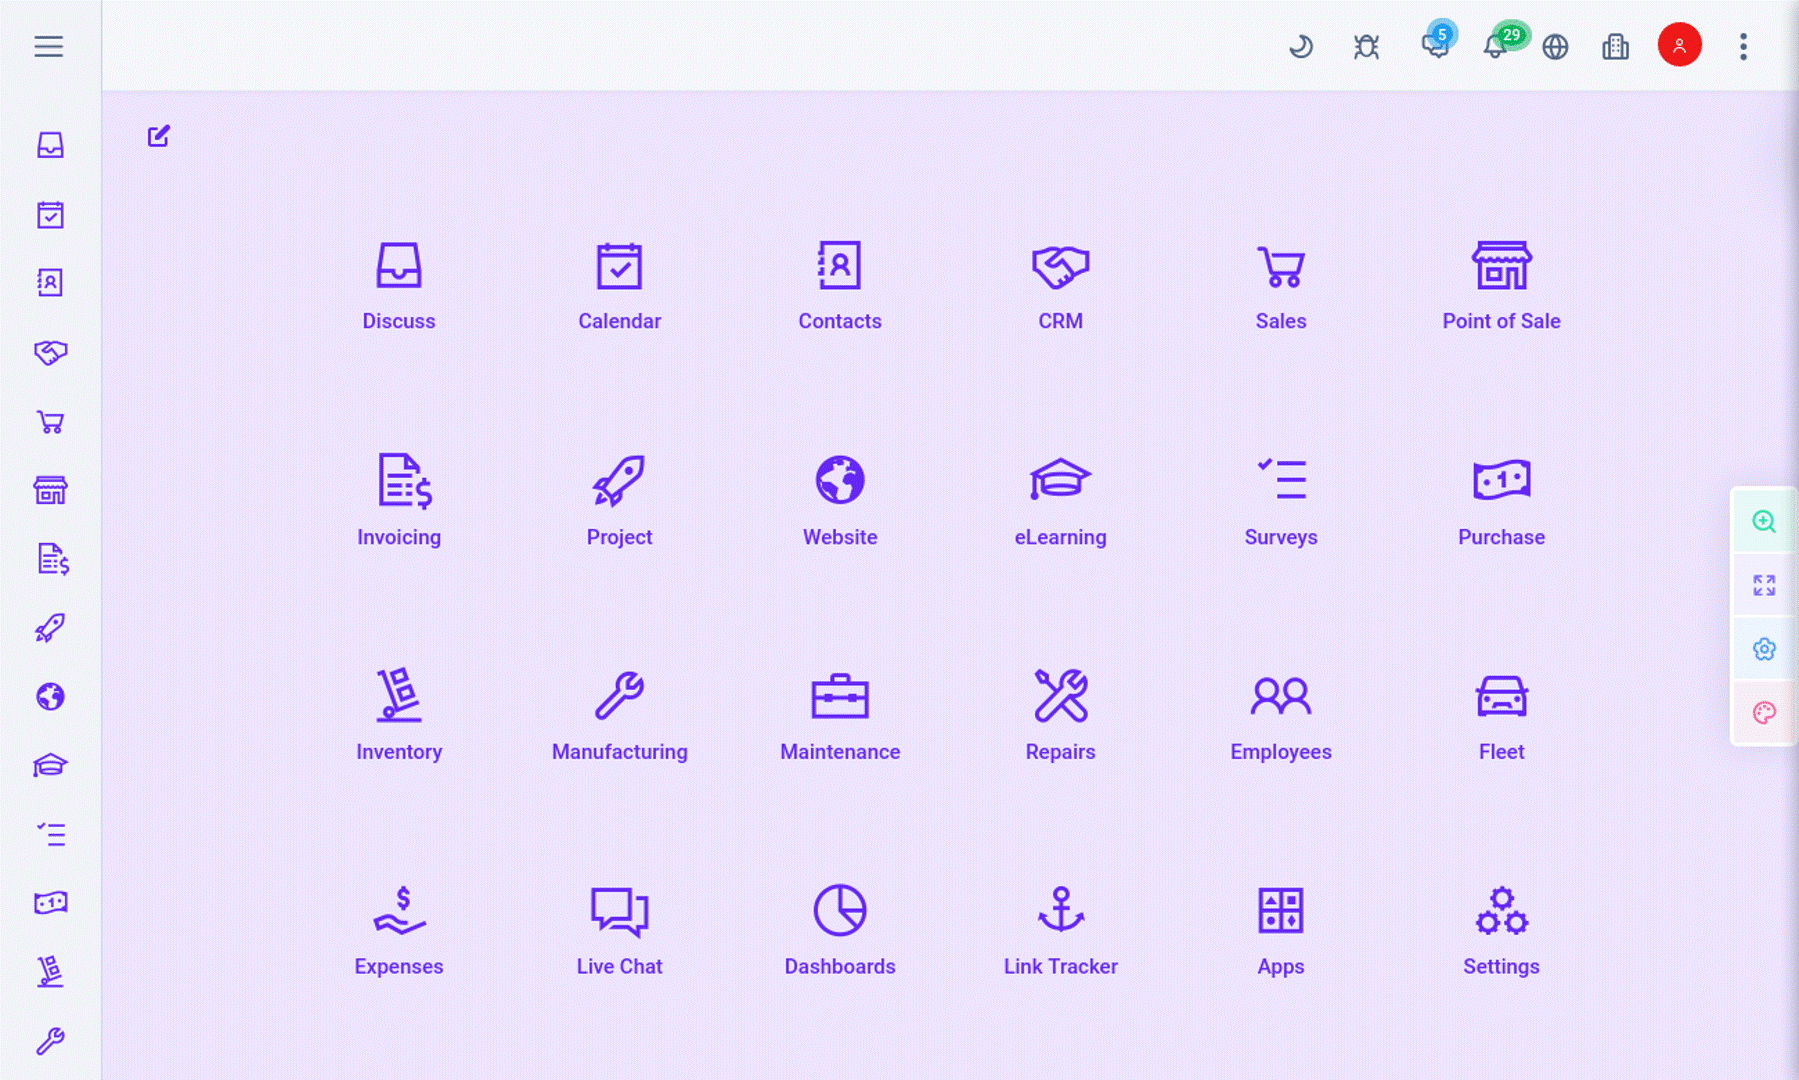 5 29
Discuss Calendar Contacts CRM Sales Point of Sale
Invoicing Project Website eLearning Surveys Purchase
Inventory Manufacturing Maintenance Repairs Employees Fleet
Expenses Live Chat Dashboards Link Tracker Apps Settings